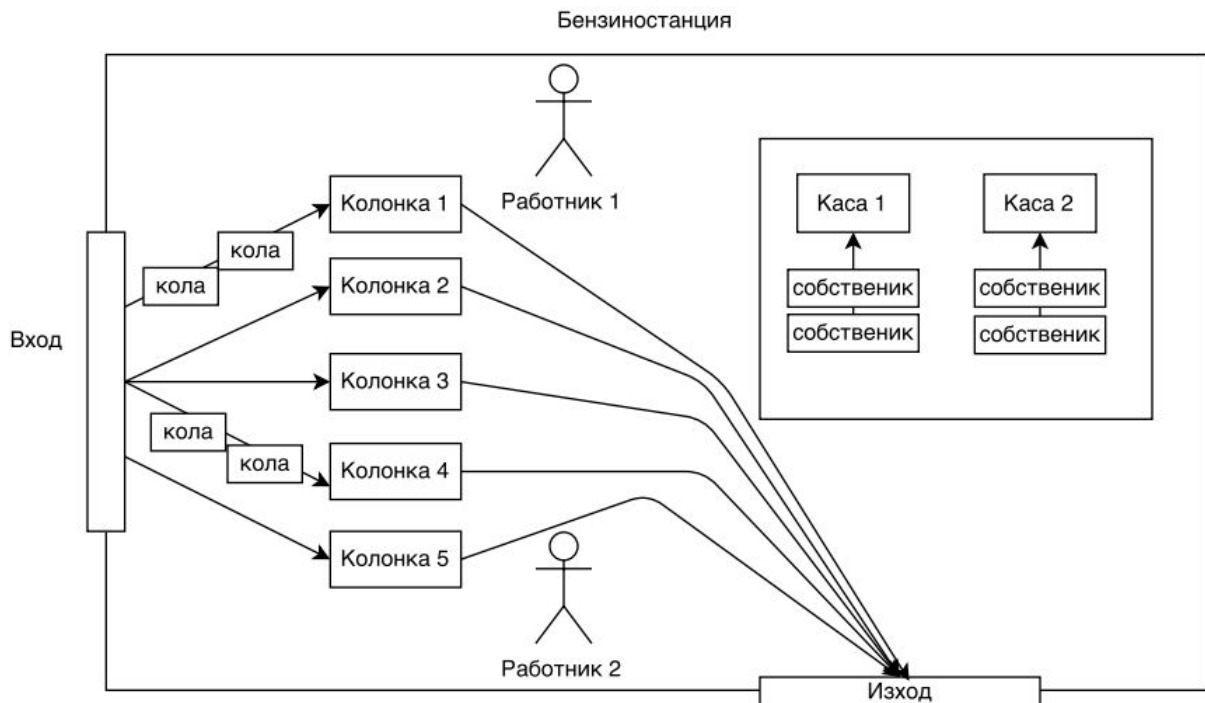 Бензиностанция
Работник 1
Колонка 1
Каса 1
Каса 2
кола
кола
Колонка 2
собственик
собственик
собственик
собственик
Вход
Колонка 3
кола
кола
Колонка 4
Колонка 5
Работник 2
Изход